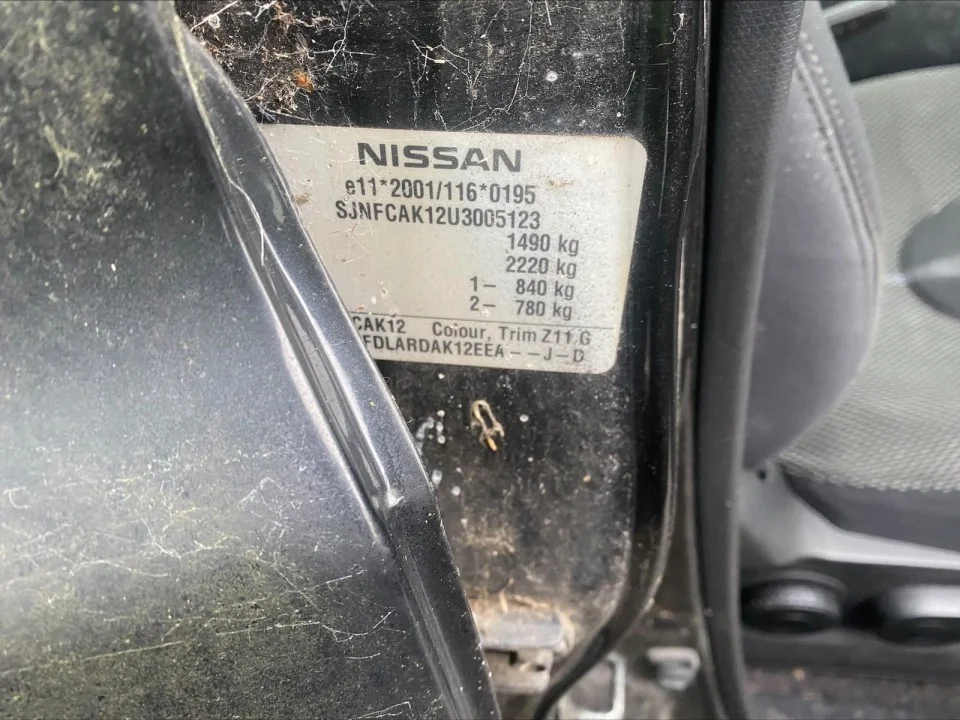 NISSAN
e11*2001/116*0195
SJNFCAK12U3005123
1490 kg
2220 kg
1– 840 kg
2– 780 kg
CAK12 Colour, Trim Z11 G
FDLARDAK12EEA – – J – D